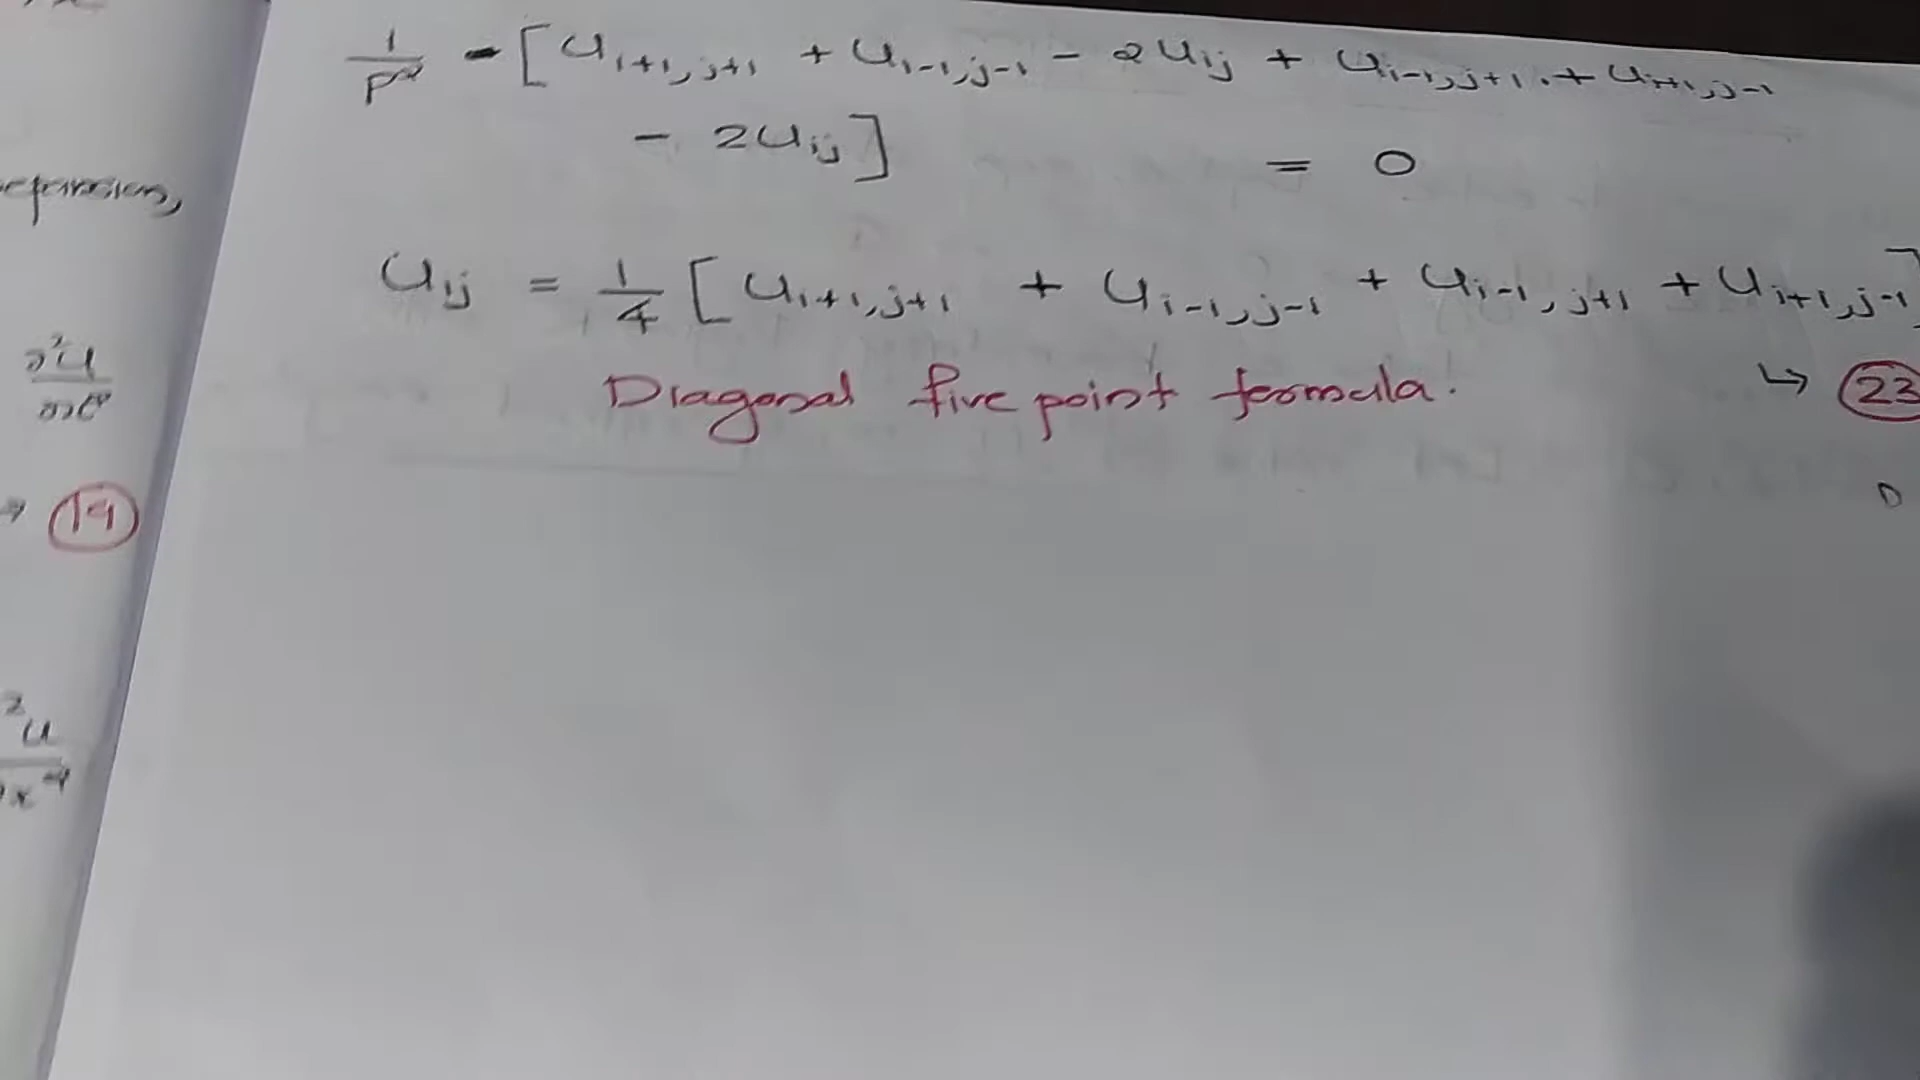 1/p² - [u_{i+1,j+1} + u_{i-1,j-1} - 2u_{ij} + u_{i-1,j+1} + u_{i+1,j-1}
- 2u_{ij}] = 0
u_{ij} = 1/4 [u_{i+1,j+1} + u_{i-1,j-1} + u_{i-1,j+1} + u_{i+1,j-1}]
Diagonal five point formula. ↳ 23
19